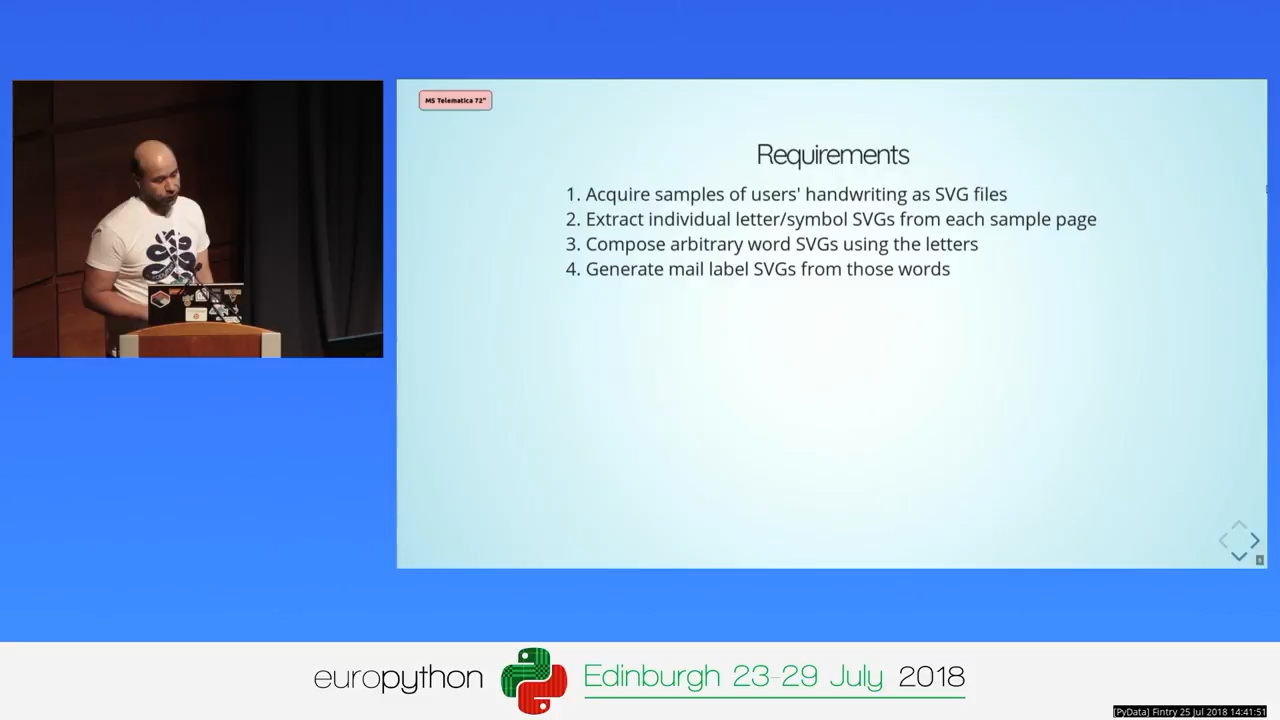 MS Telematica 72"
Requirements
1. Acquire samples of users' handwriting as SVG files
2. Extract individual letter/symbol SVGs from each sample page
3. Compose arbitrary word SVGs using the letters
4. Generate mail label SVGs from those words
europython Edinburgh 23-29 July 2018
[PyData] Fintry 25 Jul 2018 14:41:51